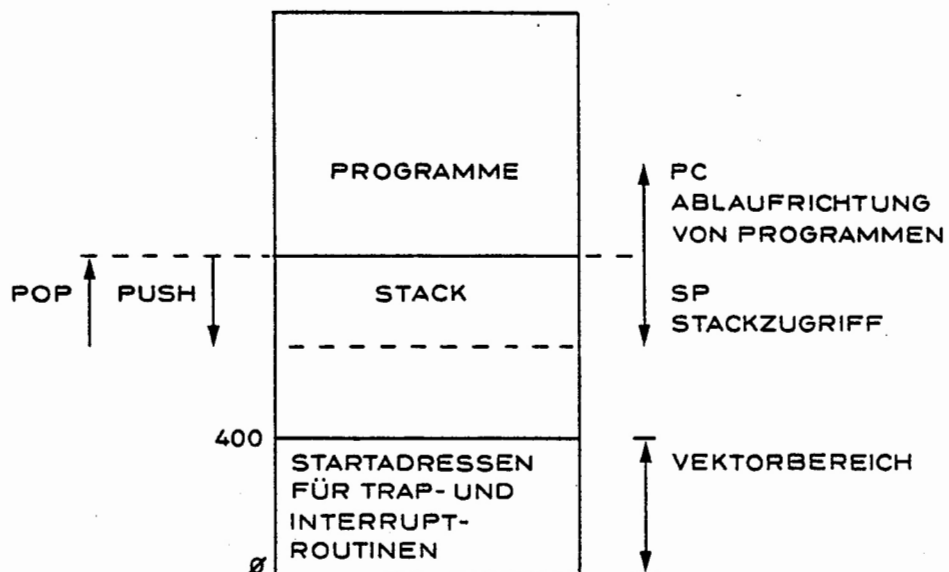 PROGRAMME
PC
ABLAUFRICHTUNG
VON PROGRAMMEN
POP
PUSH
STACK
SP
STACKZUGRIFF
400
STARTADRESSEN
FÜR TRAP- UND
INTERRUPT-
ROUTINEN
VEKTORBEREICH
Ø